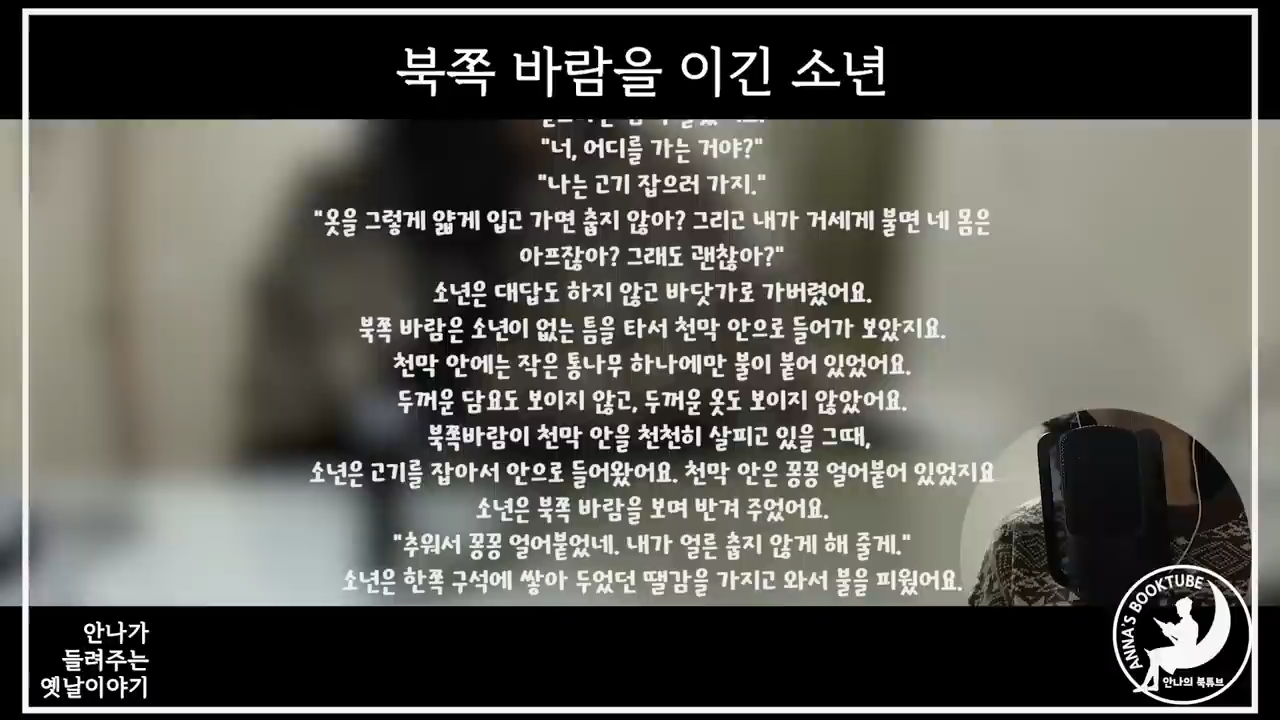 북쪽 바람을 이긴 소년
"너, 어디를 가는 거야?"
"나는 고기 잡으러 가지."
"옷을 그렇게 얇게 입고 가면 춥지 않아? 그리고 내가 거세게 불면 네 몸은
아프잖아? 그래도 괜찮아?"
소년은 대답도 하지 않고 바닷가로 가버렸어요.
북쪽 바람은 소년이 없는 틈을 타서 천막 안으로 들어가 보았지요.
천막 안에는 작은 통나무 하나에만 불이 붙어 있었어요.
두꺼운 담요도 보이지 않고, 두꺼운 옷도 보이지 않았어요.
북쪽바람이 천막 안을 천천히 살피고 있을 그때,
소년은 고기를 잡아서 안으로 들어왔어요. 천막 안은 꽁꽁 얼어붙어 있었지요
소년은 북쪽 바람을 보며 반겨 주었어요.
"추워서 꽁꽁 얼어붙었네. 내가 얼른 춥지 않게 해 줄게."
소년은 한쪽 구석에 쌓아 두었던 땔감을 가지고 와서 불을 피웠어요.
안나가
들려주는
옛날이야기
ANNA'S BOOKTUBE
안나의 북튜브